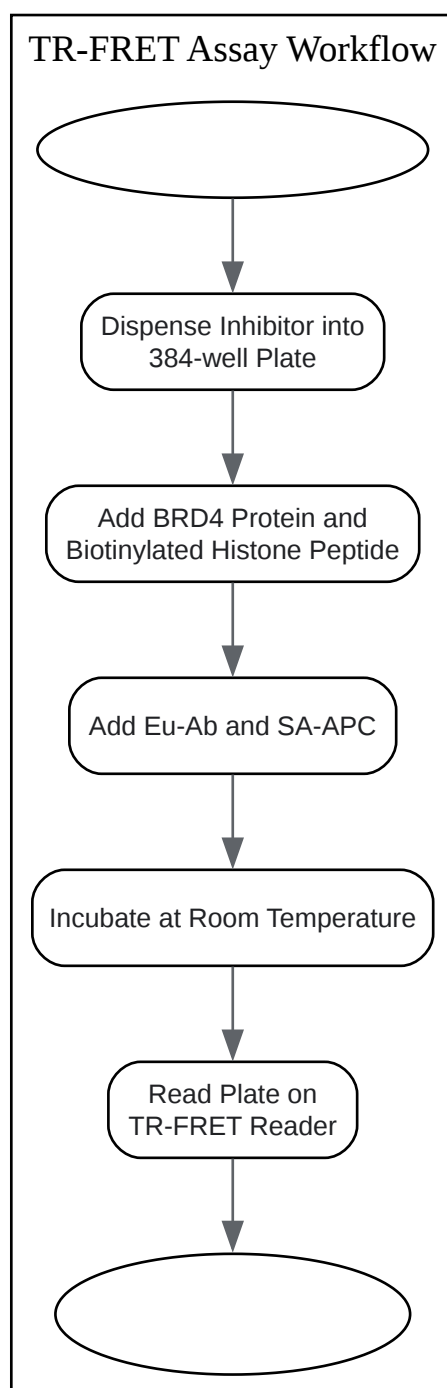 TR-FRET Assay Workflow
Dispense Inhibitor into
384-well Plate
Add BRD4 Protein and
Biotinylated Histone Peptide
Add Eu-Ab and SA-APC
Incubate at Room Temperature
Read Plate on
TR-FRET Reader